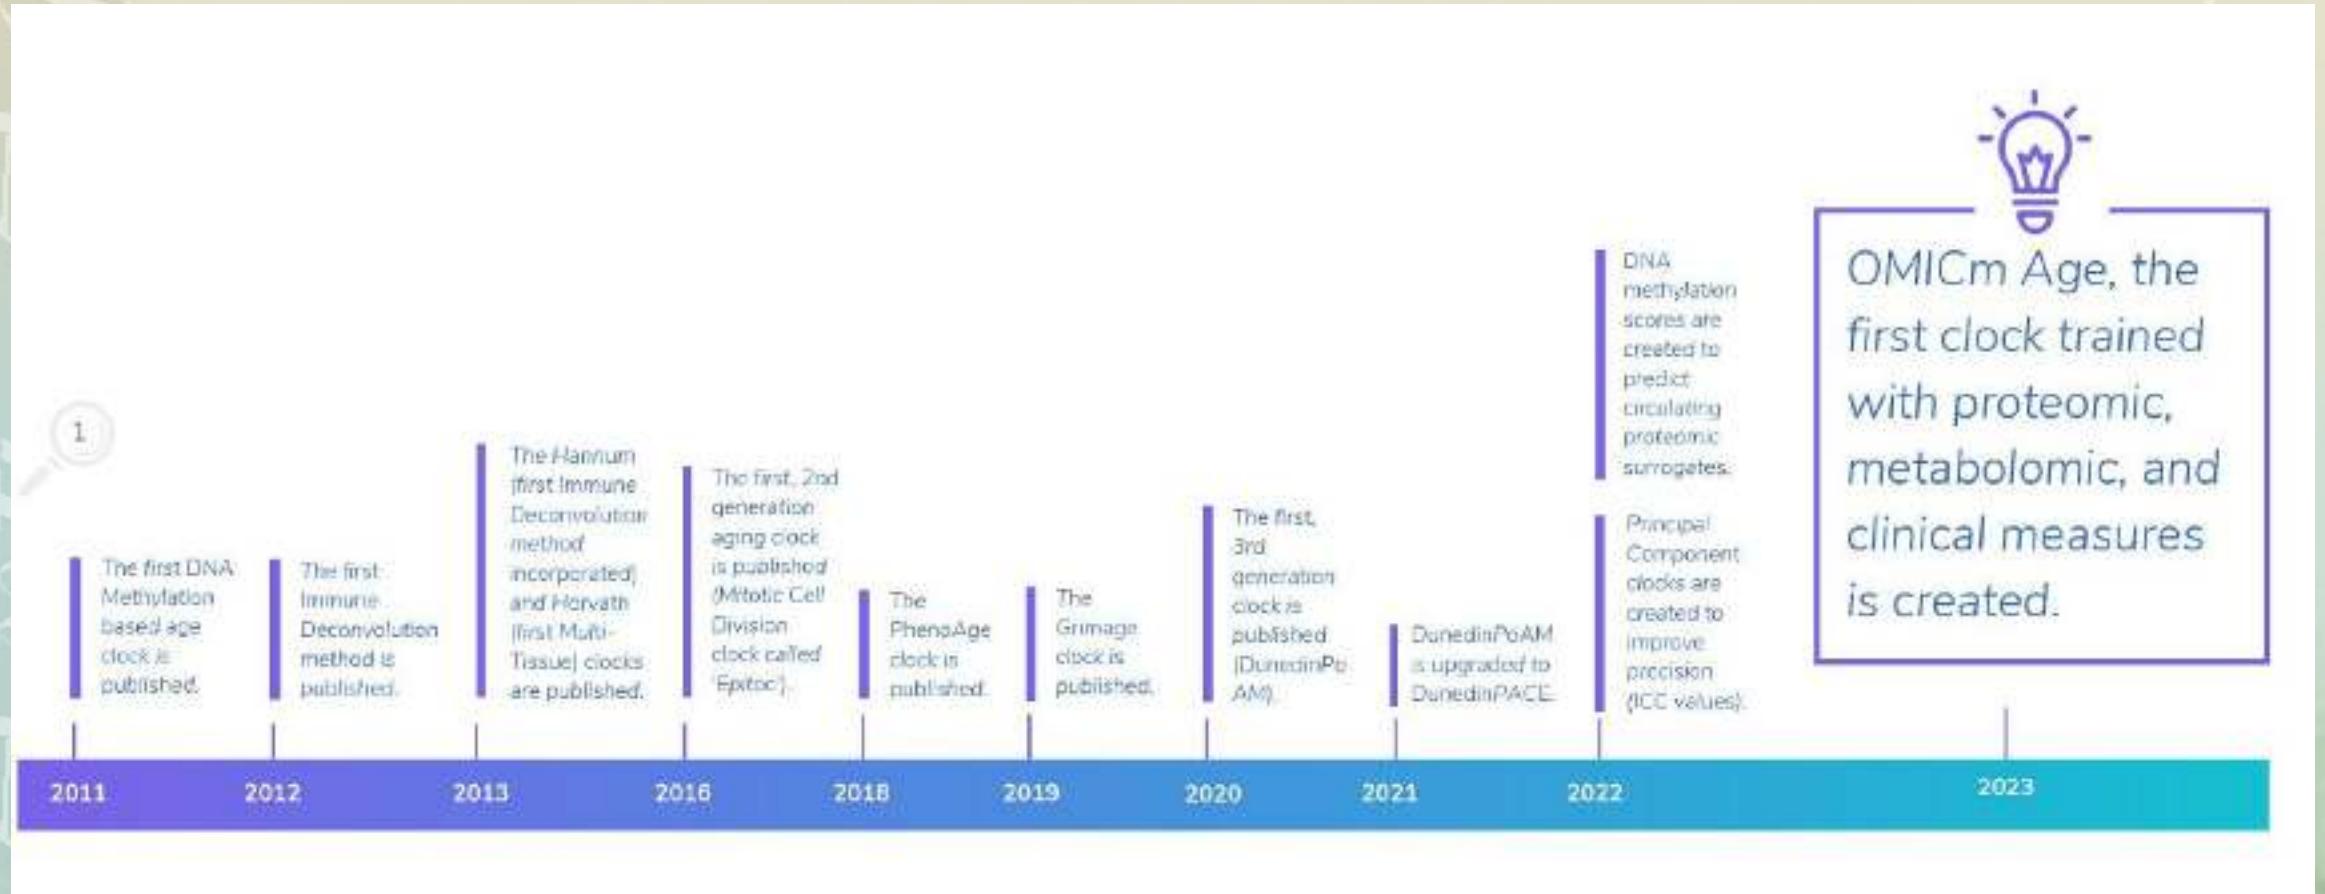 1
The first DNA
Methylation
based age
clock is
published.
The first
Immune
Deconvolution
method is
published.
The Hannum
(first Immune
Deconvolution
method
incorporated)
and Horvath
(first Multi-
Tissue) clocks
are published.
The first, 2nd
generation
aging clock
is published
(Mitotic Cell
Division
clock called
'Epitoc').
The
PhenoAge
clock is
published.
The
Grimage
clock is
published.
The first,
3rd
generation
clock is
published
(DunedinPo
AM).
DunedinPoAM
is upgraded to
DunedinPACE.
DNA
methylation
scores are
created to
predict
circulating
proteomic
surrogates.
Principal
Component
clocks are
created to
improve
precision
(ICC values).
OMICm Age, the
first clock trained
with proteomic,
metabolomic, and
clinical measures
is created.
2011 2012 2013 2016 2018 2019 2020 2021 2022 2023